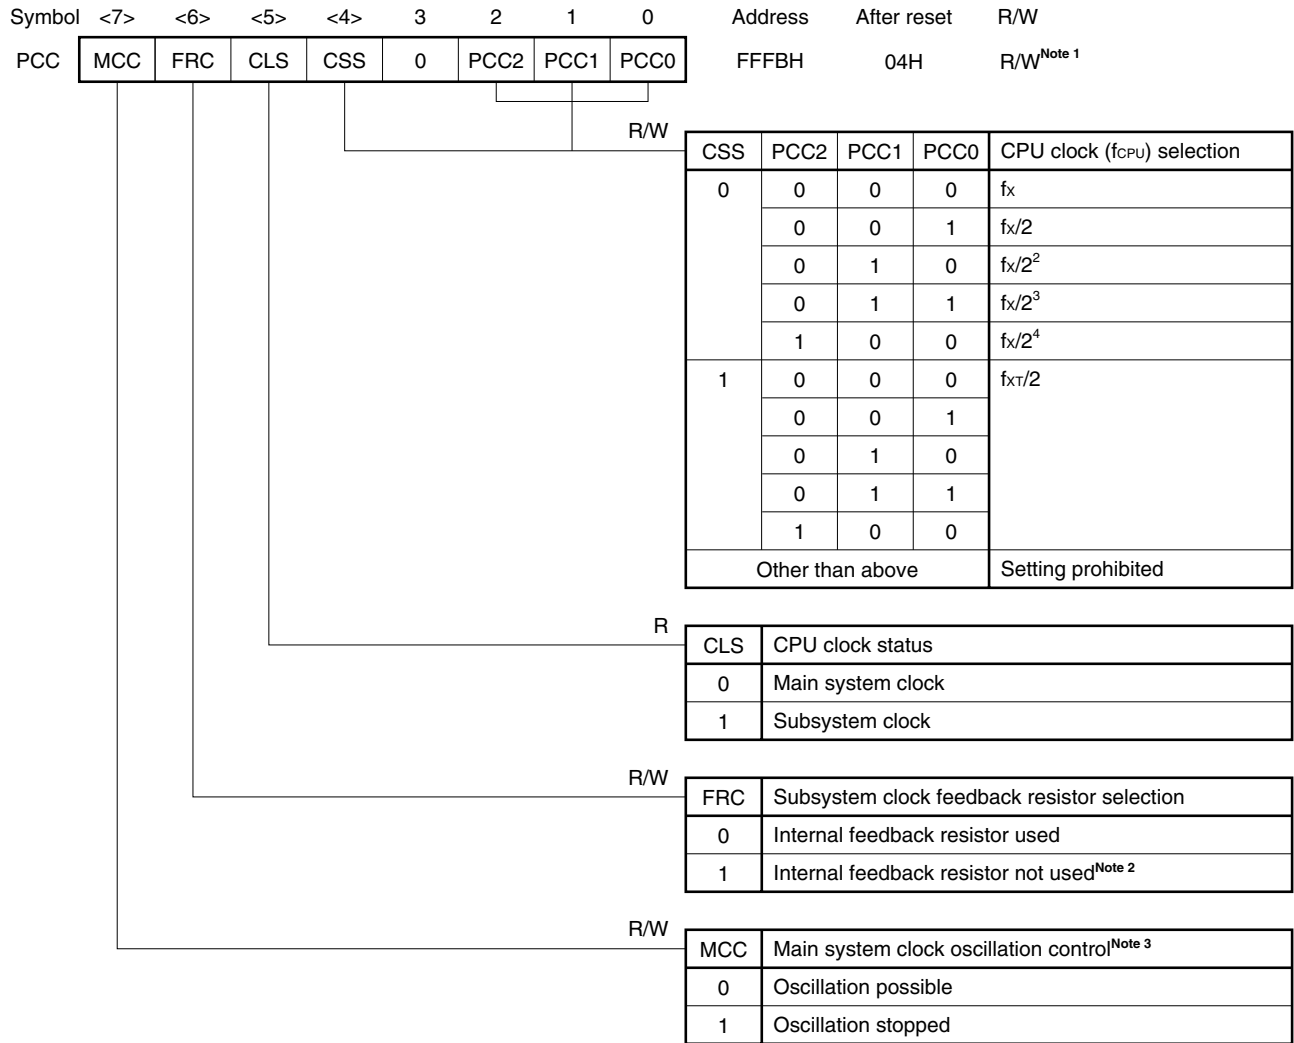 Symbol <7> <6> <5> <4> 3 2 1 0 Address After reset R/W
PCC MCC FRC CLS CSS 0 PCC2 PCC1 PCC0 FFFBH 04H R/W Note 1
R/W
CSS PCC2 PCC1 PCC0 CPU clock (fCPU) selection
0 0 0 0 fX
0 0 1 fX/2
0 1 0 fX/2²
0 1 1 fX/2³
1 0 0 fX/2⁴
1 0 0 0 fXT/2
0 0 1
0 1 0
0 1 1
1 0 0
Other than above Setting prohibited
R
CLS CPU clock status
0 Main system clock
1 Subsystem clock
R/W
FRC Subsystem clock feedback resistor selection
0 Internal feedback resistor used
1 Internal feedback resistor not used Note 2
R/W
MCC Main system clock oscillation control Note 3
0 Oscillation possible
1 Oscillation stopped